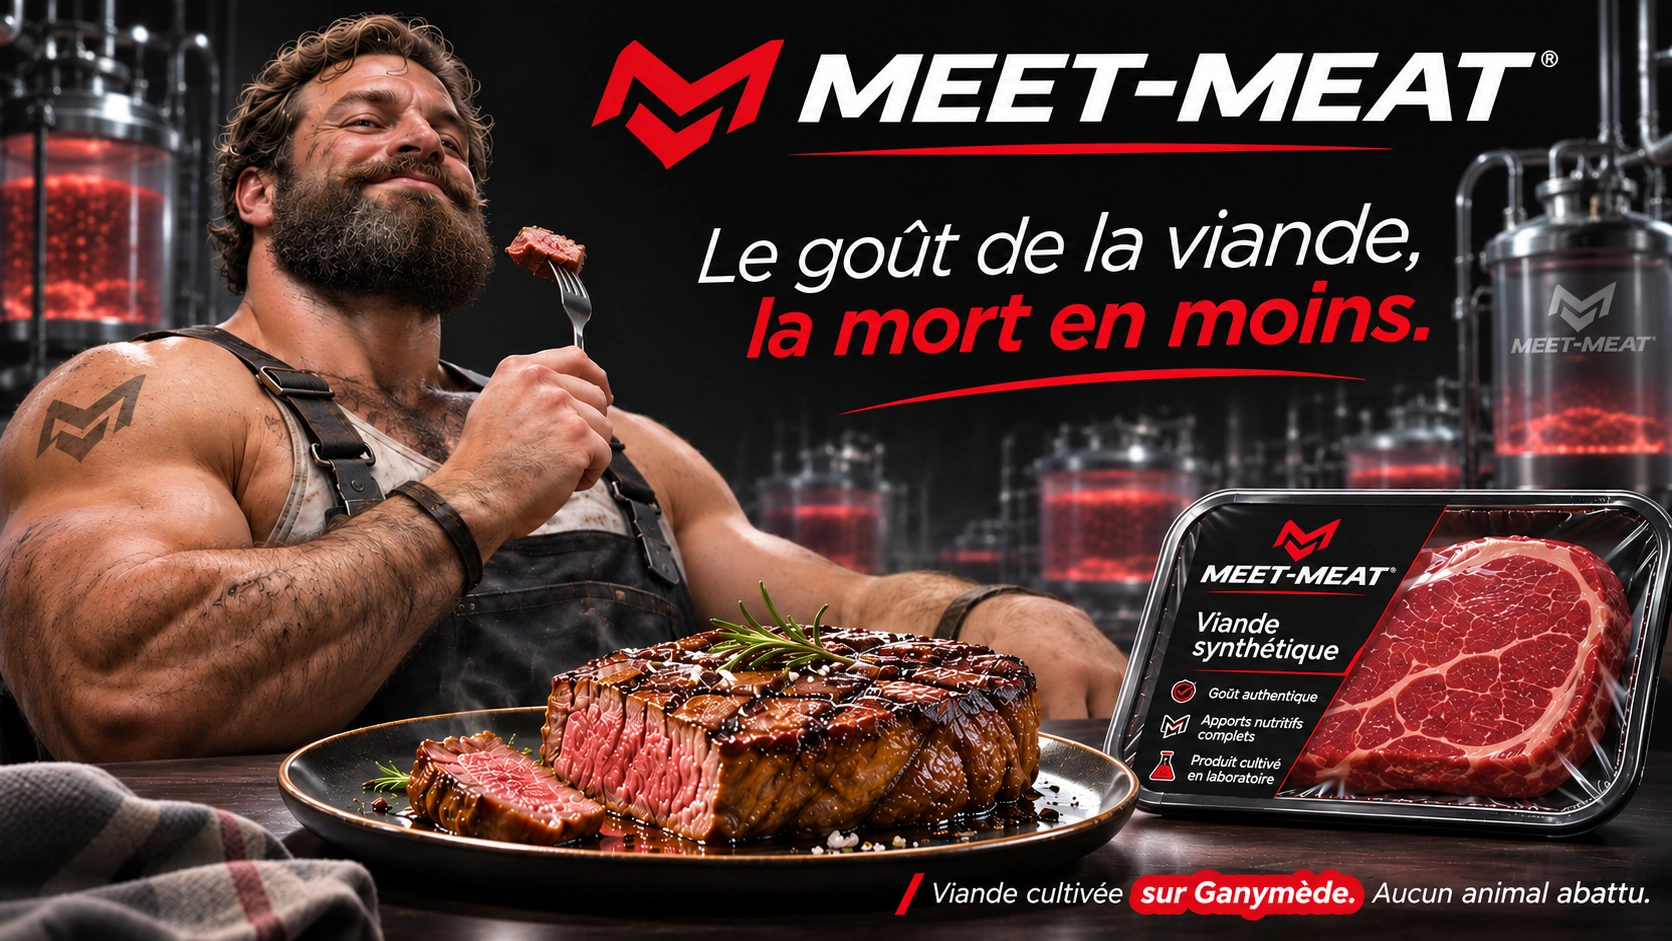 MEET-MEAT®
Le goût de la viande,
la mort en moins.
MEET-MEAT®
MEET-MEAT®
Viande
synthétique
Goût authentique
Apports nutritifs
complets
Produit cultivé
en laboratoire
Viande cultivée sur Ganymède. Aucun animal abattu.